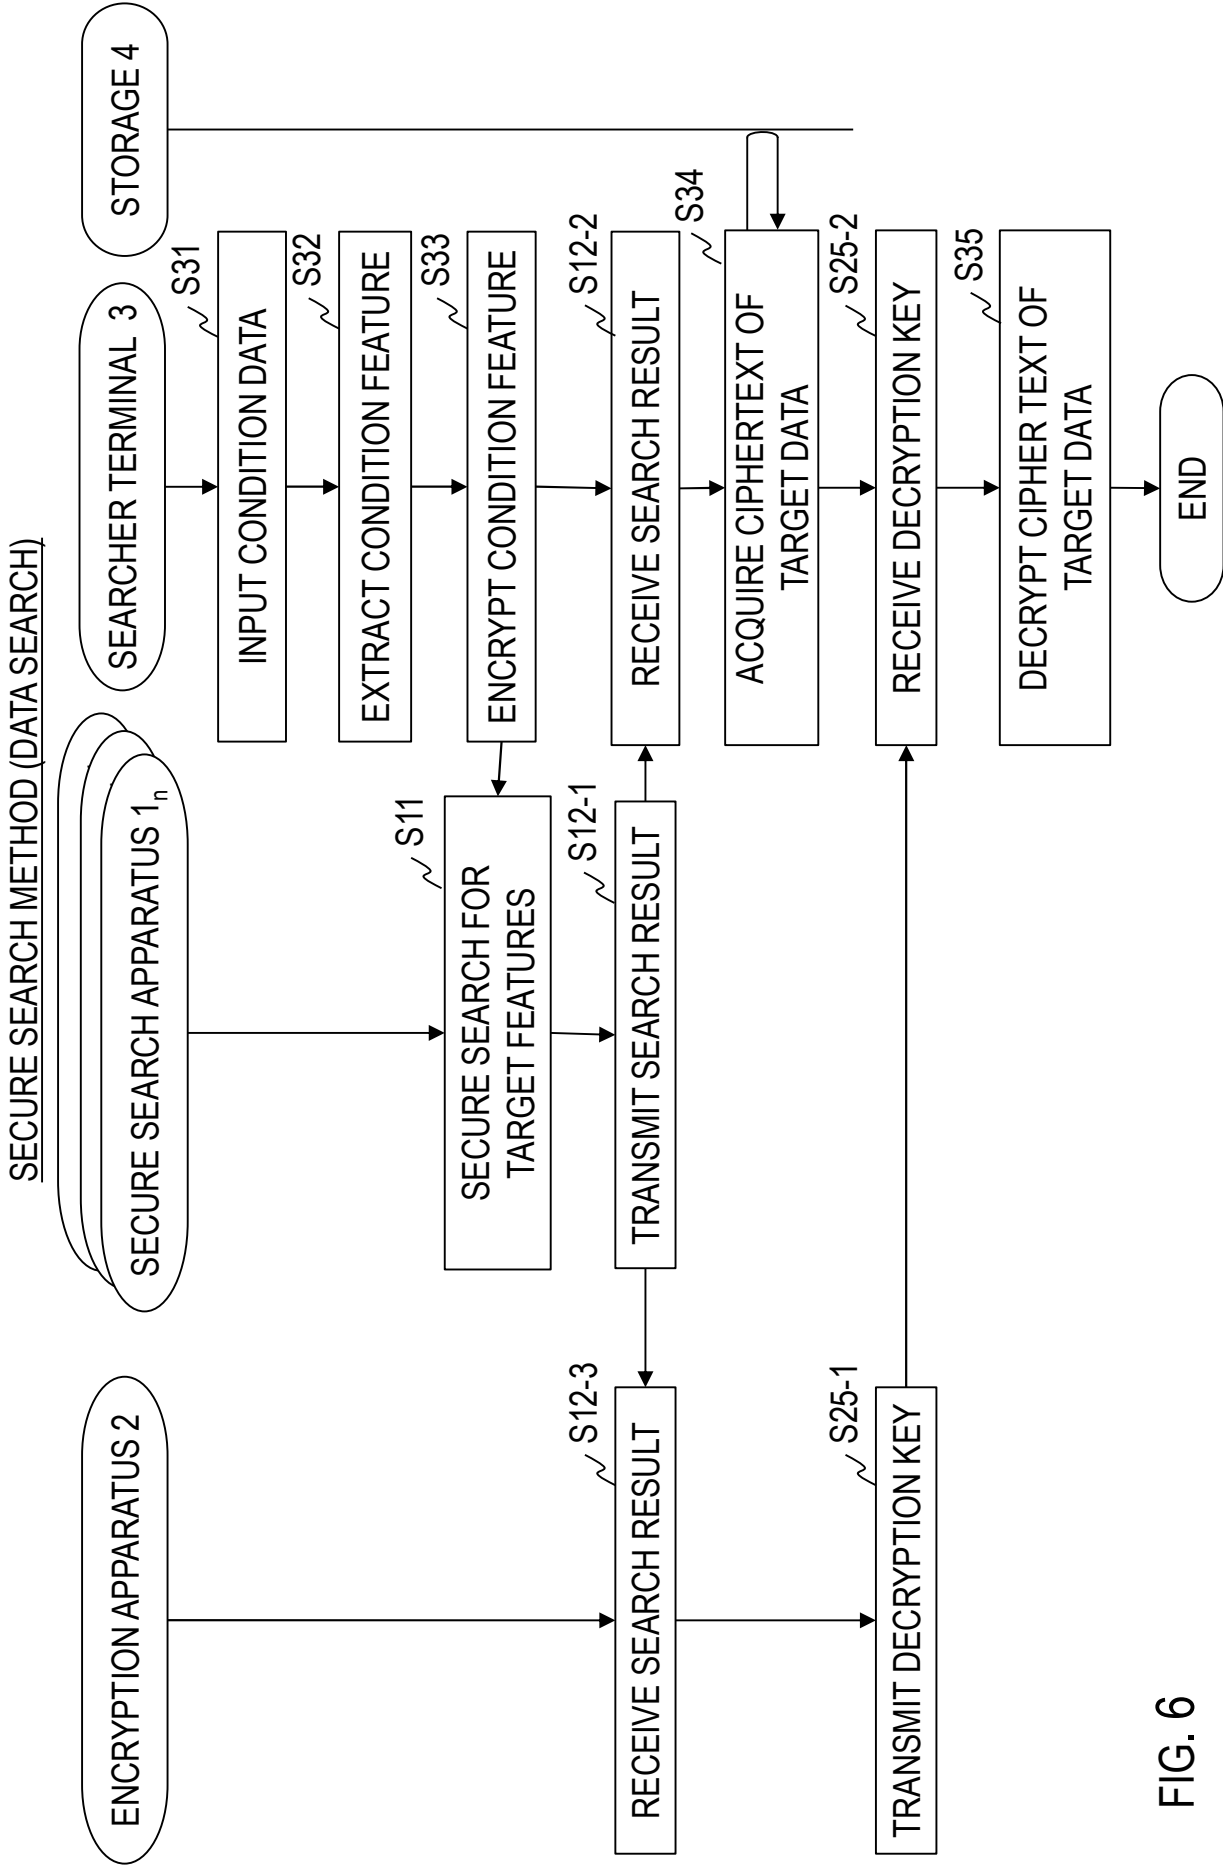 SECURE SEARCH METHOD (DATA SEARCH)
ENCRYPTION APPARATUS 2
SECURE SEARCH APPARATUS 1n
SEARCHER TERMINAL 3
STORAGE 4
S31
INPUT CONDITION DATA
S32
EXTRACT CONDITION FEATURE
S33
ENCRYPT CONDITION FEATURE
S11
SECURE SEARCH FOR
TARGET FEATURES
S12-1
TRANSMIT SEARCH RESULT
S12-2
RECEIVE SEARCH RESULT
S12-3
RECEIVE SEARCH RESULT
S34
ACQUIRE CIPHERTEXT OF
TARGET DATA
S25-1
TRANSMIT DECRYPTION KEY
S25-2
RECEIVE DECRYPTION KEY
S35
DECRYPT CIPHER TEXT OF
TARGET DATA
END
FIG. 6